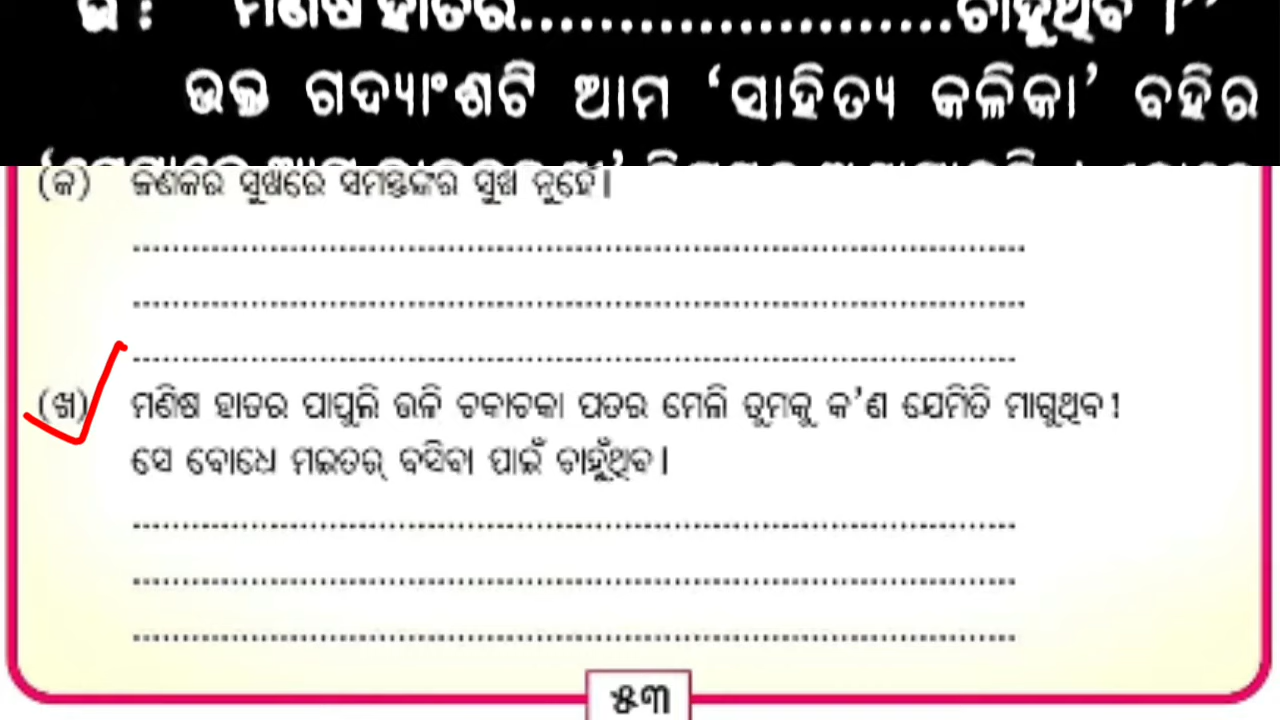 ଉ : ମଣିଷ ହାତର.....................ଚାହୁଁଥିବ ।''
ଉକ୍ତ ଗଦ୍ୟାଂଶଟି ଆମ 'ସାହିତ୍ୟ କଳିକା' ବହିର
(କ) ଜଣକର ସୁଖରେ ସମସ୍ତଙ୍କର ସୁଖ ନୁହେଁ।
(ଖ) ମଣିଷ ହାତର ପାପୁଲି ଭଳି ଚକାଚକା ପତର ମେଲି ତୁମକୁ କ'ଣ ଯେମିତି ମାଗୁଥିବ!
ସେ ବୋଧେ ମଇତର୍ ବସିବା ପାଇଁ ଚାହୁଁଥିବ।
୫୩